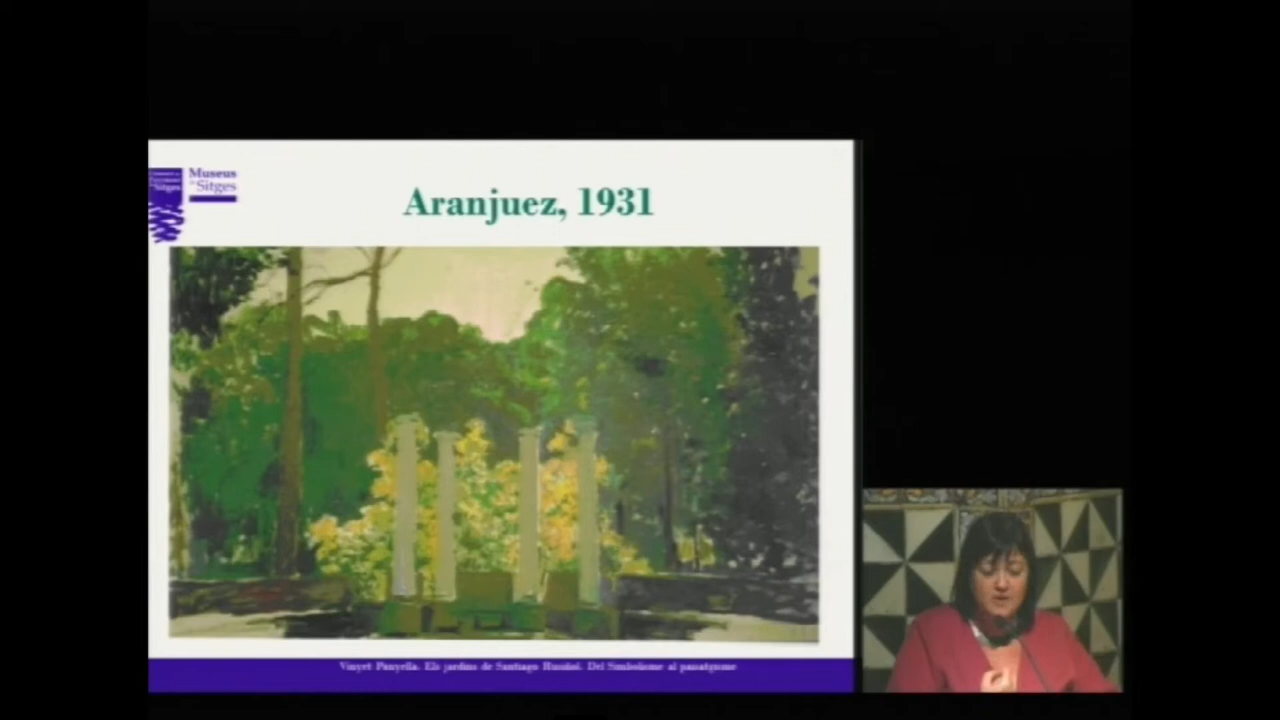 Museus
de Sitges
Aranjuez, 1931
Vinyet Panyella. Els jardins de Santiago Rusiñol. Del Simbolisme al paisatgisme